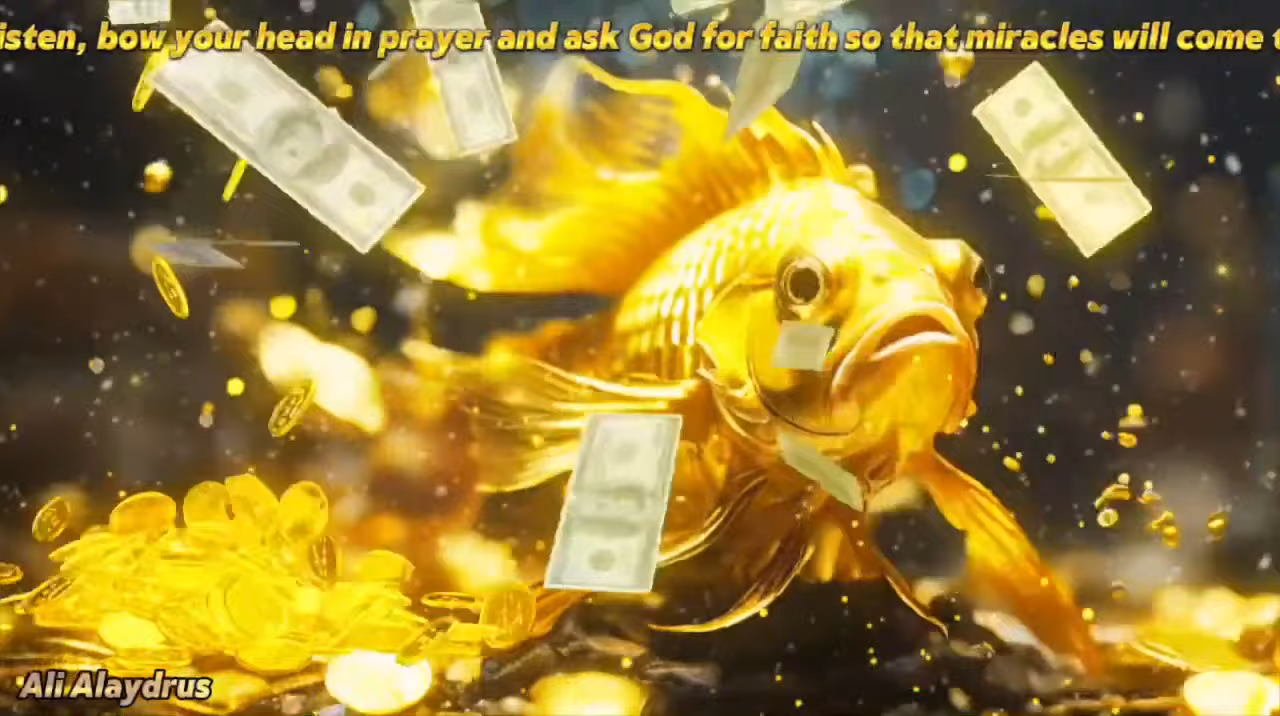 isten, bow your head in prayer and ask God for faith so that miracles will come
Ali Alaydrus